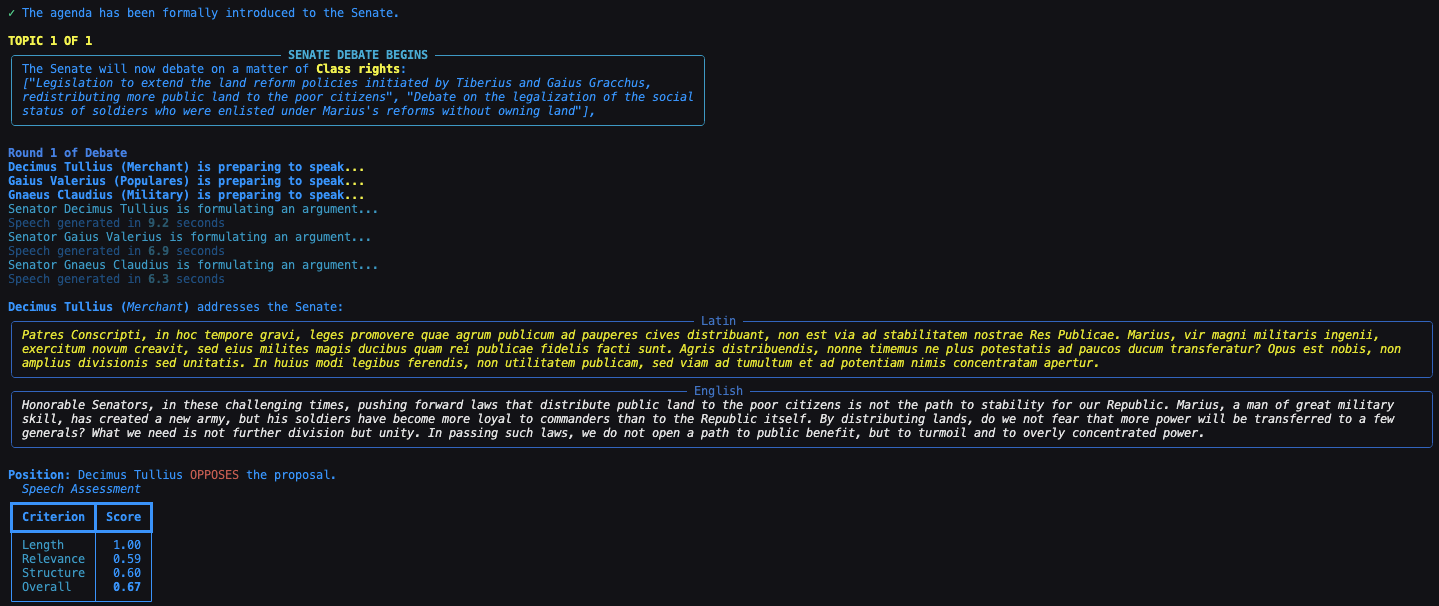 ✓ The agenda has been formally introduced to the Senate.
TOPIC 1 OF 1
SENATE DEBATE BEGINS
The Senate will now debate on a matter of Class rights:
["Legislation to extend the land reform policies initiated by Tiberius and Gaius Gracchus,
redistributing more public land to the poor citizens", "Debate on the legalization of the social
status of soldiers who were enlisted under Marius's reforms without owning land"],
Round 1 of Debate
Decimus Tullius (Merchant) is preparing to speak...
Gaius Valerius (Populares) is preparing to speak...
Gnaeus Claudius (Military) is preparing to speak...
Senator Decimus Tullius is formulating an argument...
Speech generated in 9.2 seconds
Senator Gaius Valerius is formulating an argument...
Speech generated in 6.9 seconds
Senator Gnaeus Claudius is formulating an argument...
Speech generated in 6.3 seconds
Decimus Tullius (Merchant) addresses the Senate:
Latin
Patres Conscripti, in hoc tempore gravi, leges promovere quae agrum publicum ad pauperes cives distribuant, non est via ad stabilitatem nostrae Res Publicae. Marius, vir magni militaris ingenii,
exercitum novum creavit, sed eius milites magis ducibus quam rei publicae fidelis facti sunt. Agris distribuendis, nonne timemus ne plus potestatis ad paucos ducum transferatur? Opus est nobis, non
amplius divisionis sed unitatis. In huius modi legibus ferendis, non utilitatem publicam, sed viam ad tumultum et ad potentiam nimis concentratam apertur.
English
Honorable Senators, in these challenging times, pushing forward laws that distribute public land to the poor citizens is not the path to stability for our Republic. Marius, a man of great military
skill, has created a new army, but his soldiers have become more loyal to commanders than to the Republic itself. By distributing lands, do we not fear that more power will be transferred to a few
generals? What we need is not further division but unity. In passing such laws, we do not open a path to public benefit, but to turmoil and to overly concentrated power.
Position: Decimus Tullius OPPOSES the proposal.
Speech Assessment
Criterion Score
Length 1.00
Relevance 0.59
Structure 0.60
Overall 0.67